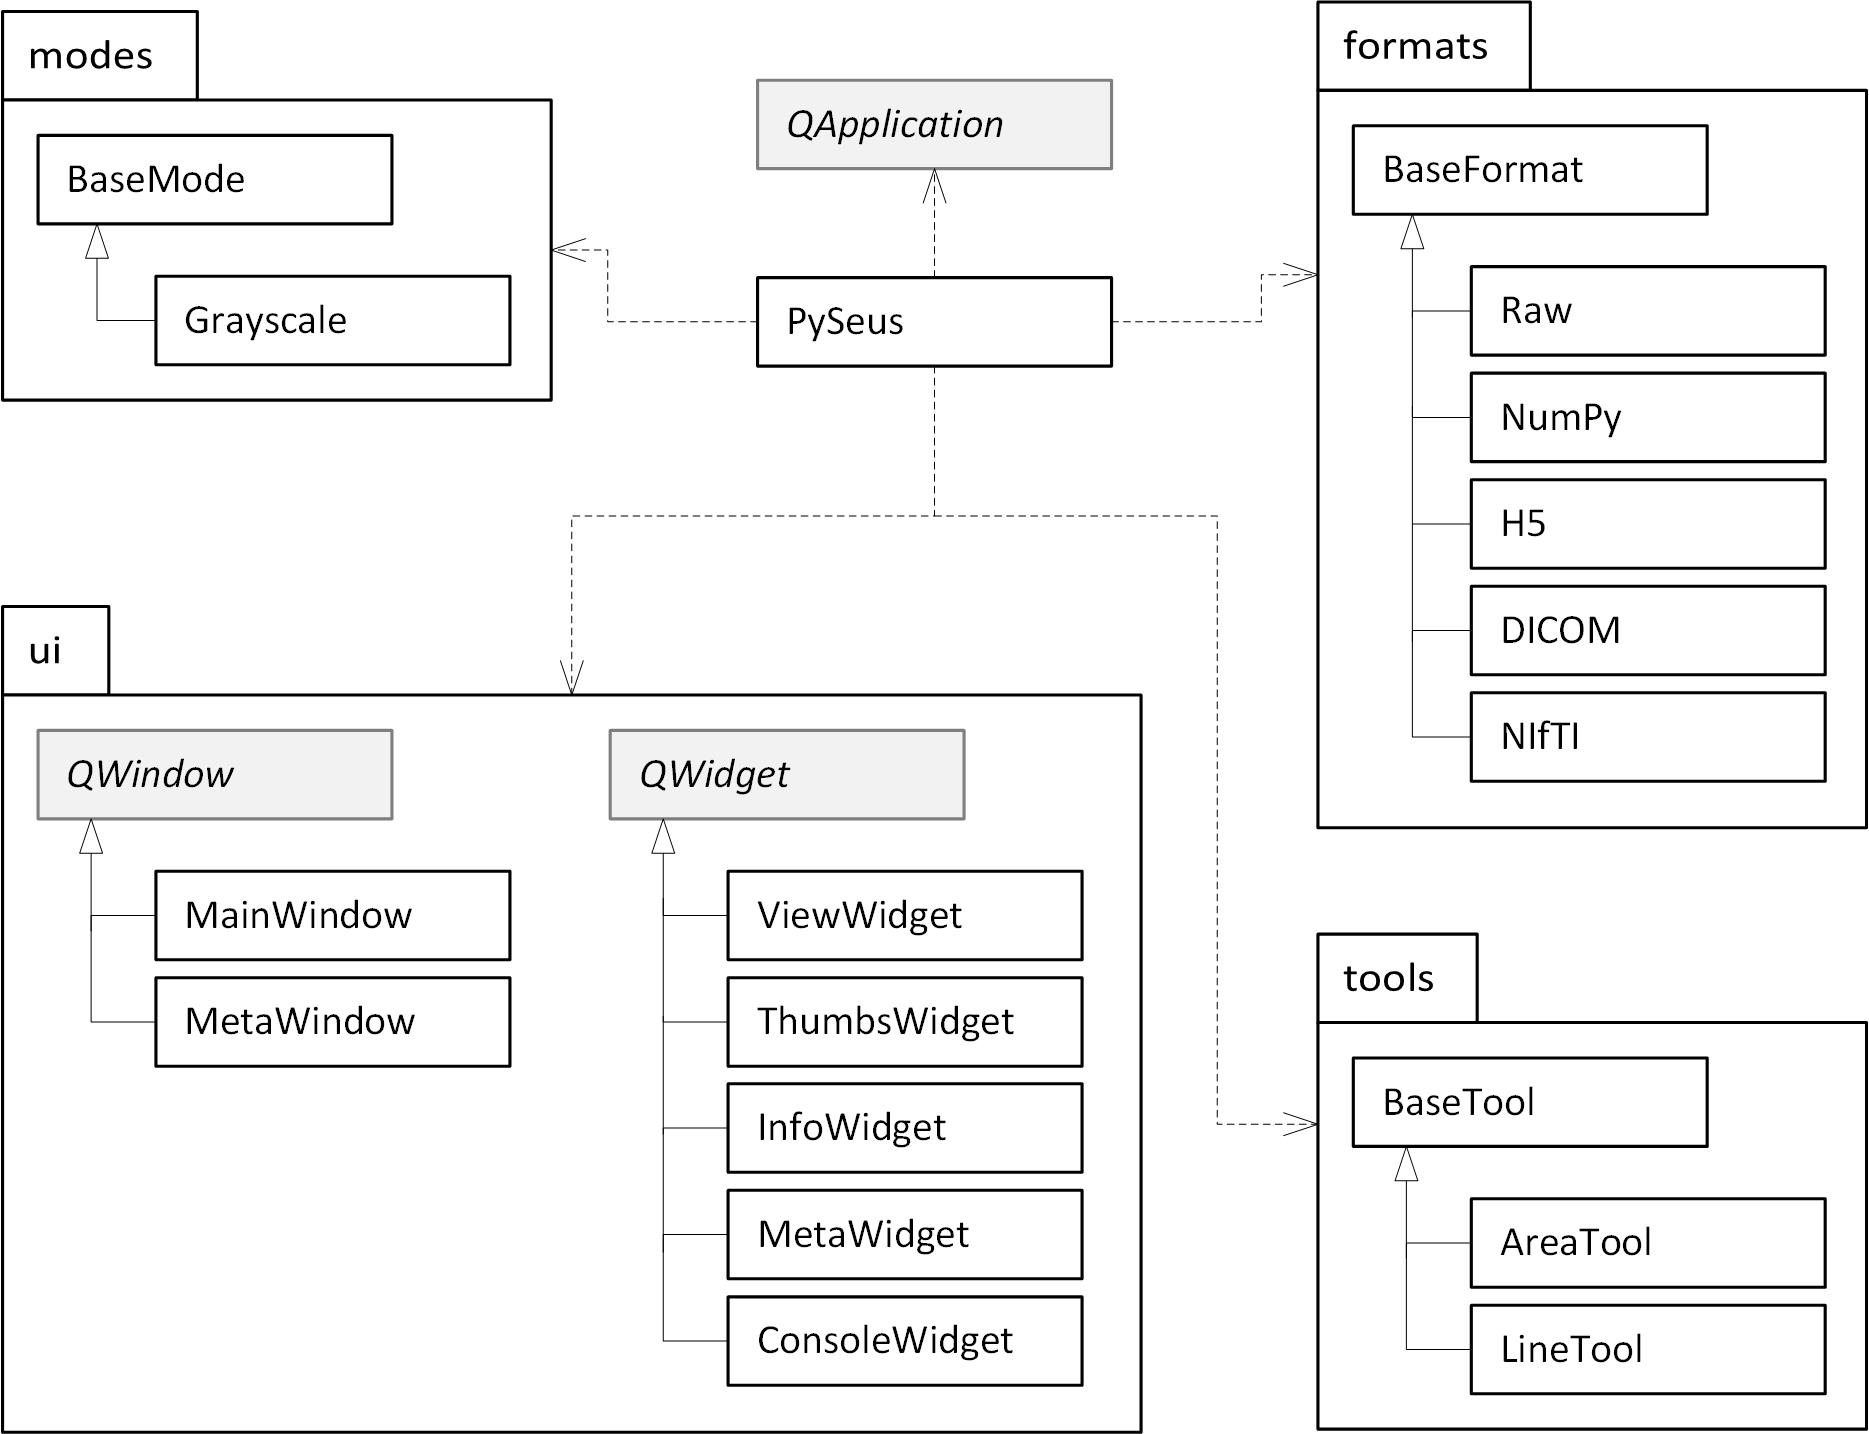 modes
BaseMode
Grayscale
QApplication
PySeus
formats
BaseFormat
Raw
NumPy
H5
DICOM
NIfTI
ui
QWindow
MainWindow
MetaWindow
QWidget
ViewWidget
ThumbsWidget
InfoWidget
MetaWidget
ConsoleWidget
tools
BaseTool
AreaTool
LineTool